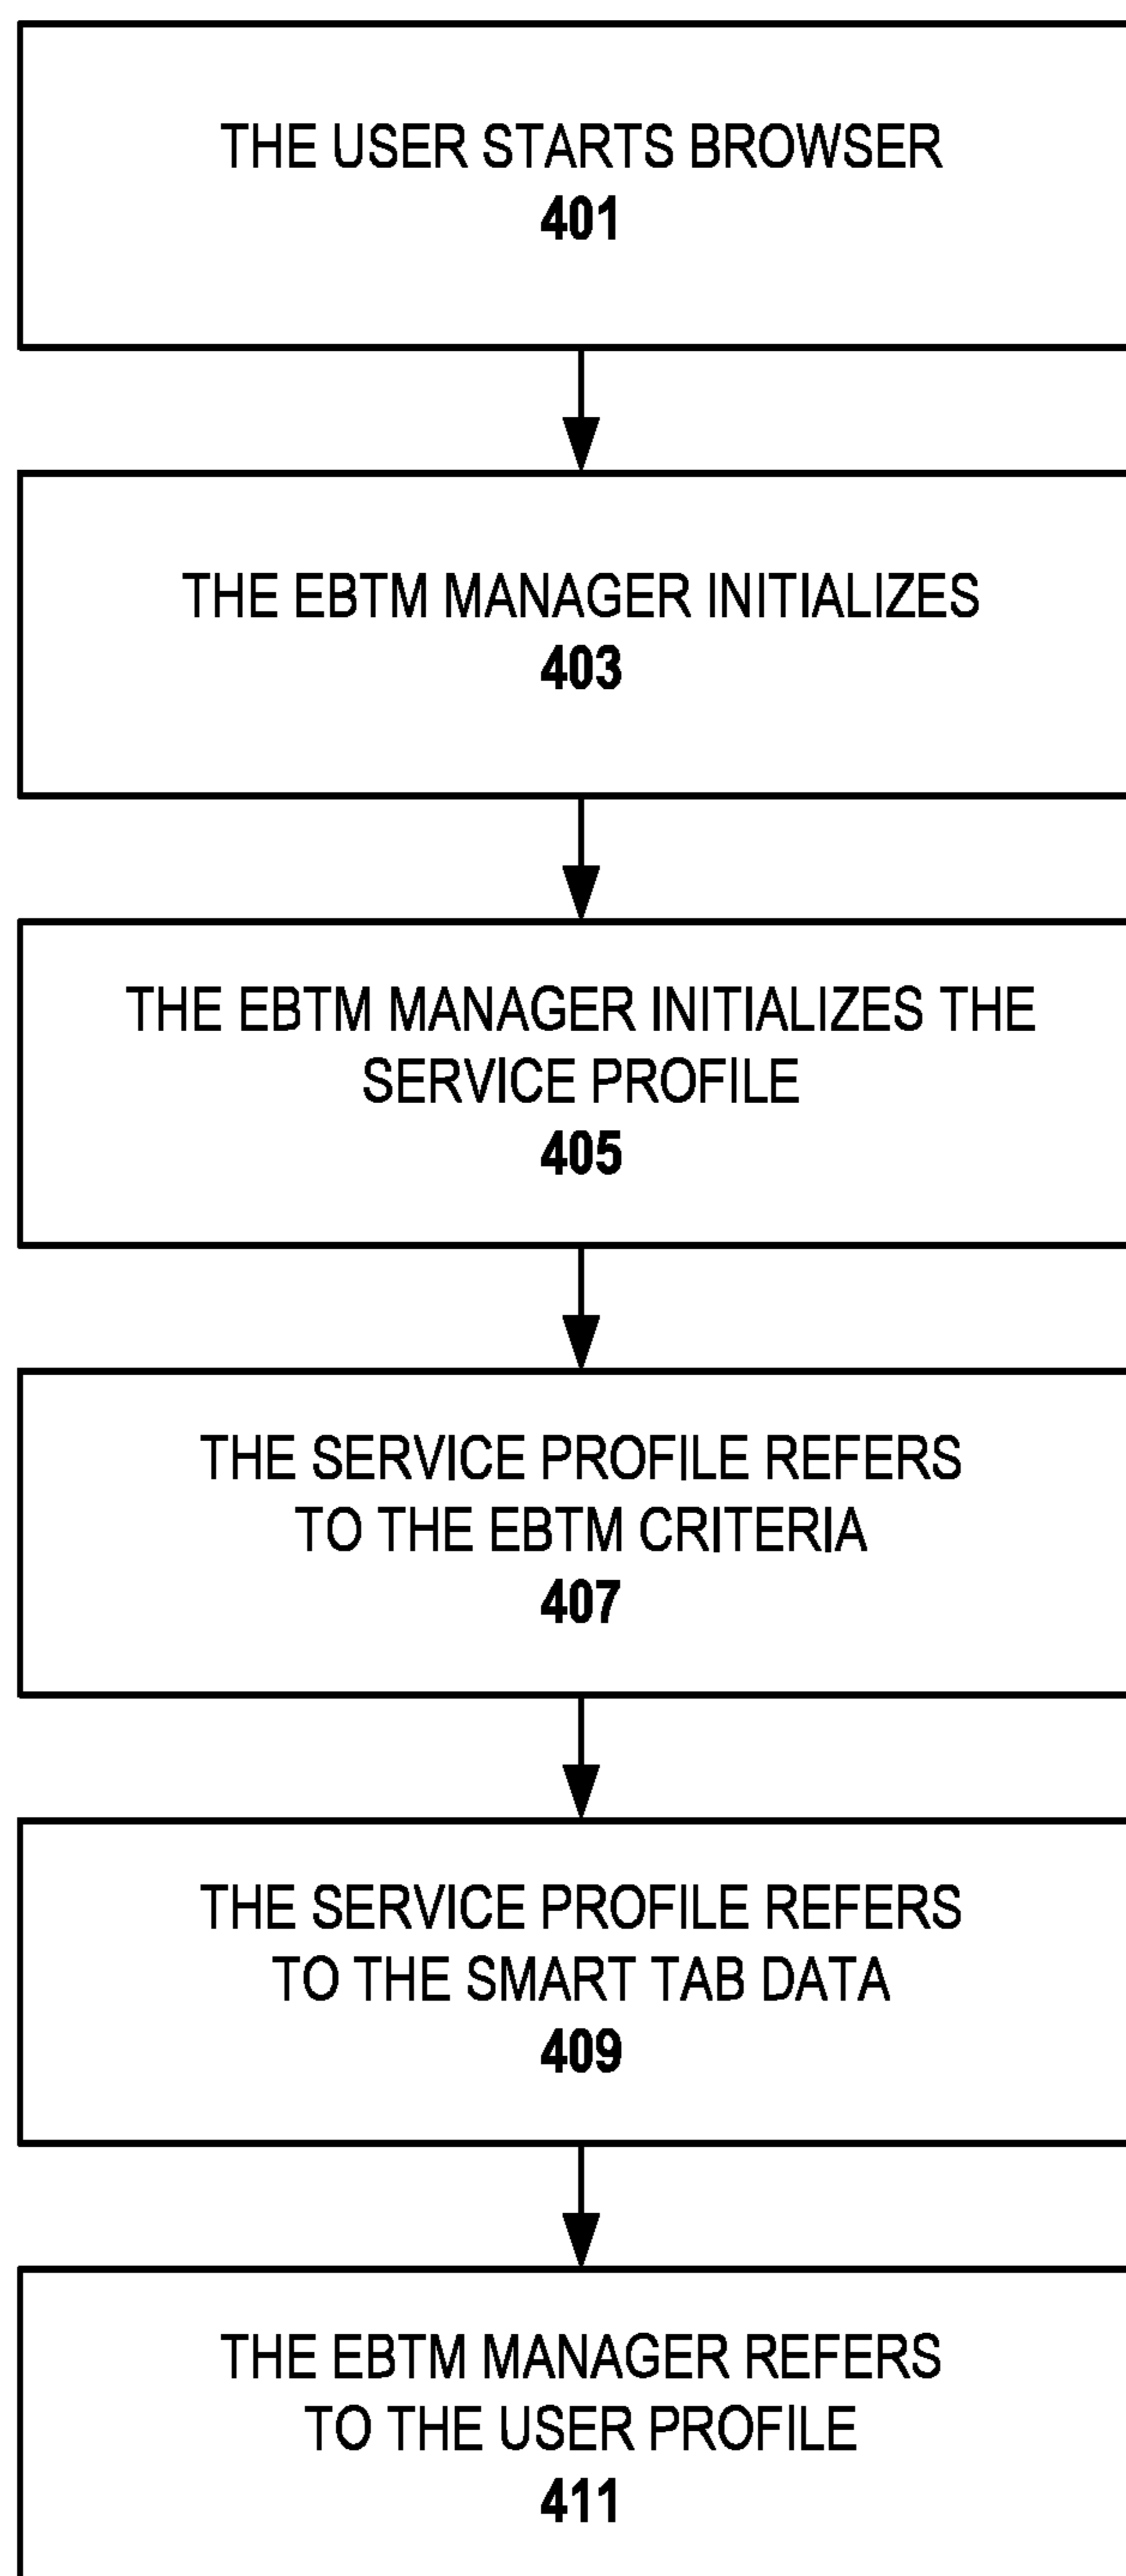 THE USER STARTS BROWSER
401
THE EBTM MANAGER INITIALIZES
403
THE EBTM MANAGER INITIALIZES THE
SERVICE PROFILE
405
THE SERVICE PROFILE REFERS
TO THE EBTM CRITERIA
407
THE SERVICE PROFILE REFERS
TO THE SMART TAB DATA
409
THE EBTM MANAGER REFERS
TO THE USER PROFILE
411